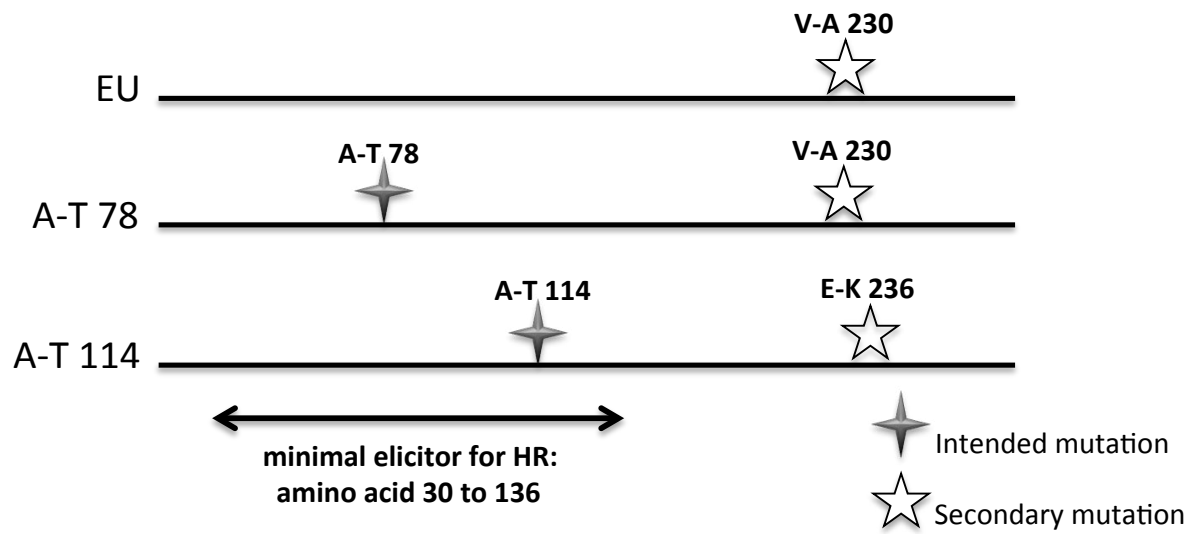 V-A 230
EU
A-T 78
V-A 230
A-T 78
A-T 114
E-K 236
A-T 114
minimal elicitor for HR:
amino acid 30 to 136
Intended mutation
Secondary mutation